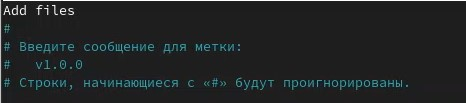 Add files
#
# Введите сообщение для метки:
#   v1.0.0
# Строки, начинающиеся с «#» будут проигнорированы.